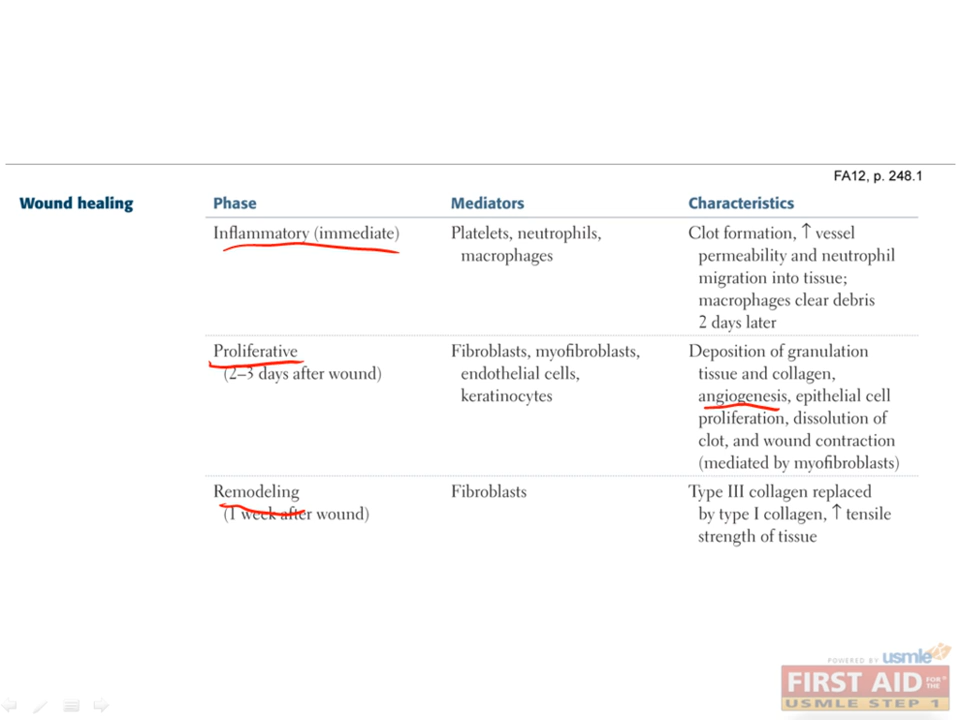 FA12, p. 248.1
Wound healing
Phase
Mediators
Characteristics
Inflammatory (immediate)
Platelets, neutrophils,
macrophages
Clot formation, ↑ vessel
permeability and neutrophil
migration into tissue;
macrophages clear debris
2 days later
Proliferative
(2–3 days after wound)
Fibroblasts, myofibroblasts,
endothelial cells,
keratinocytes
Deposition of granulation
tissue and collagen,
angiogenesis, epithelial cell
proliferation, dissolution of
clot, and wound contraction
(mediated by myofibroblasts)
Remodeling
(1 week after wound)
Fibroblasts
Type III collagen replaced
by type I collagen, ↑ tensile
strength of tissue
POWERED BY usmle
FIRST AID FOR THE
USMLE STEP 1